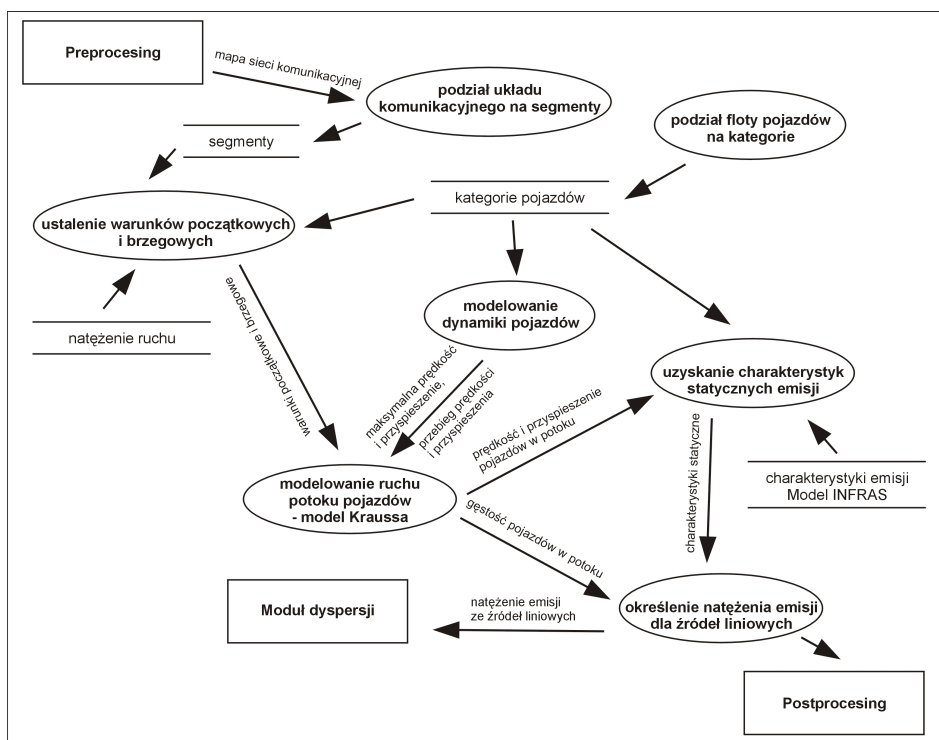 Preprocesing
mapa sieci komunikacyjnej
podział układu
komunikacyjnego na segmenty
podział floty pojazdów
na kategorie
segmenty
kategorie pojazdów
ustalenie warunków początkowych
i brzegowych
natężenie ruchu
warunki początkowe i brzegowe
modelowanie
dynamiki pojazdów
maksymalna prędkość
i przyspieszenie,
przebieg prędkości
i przyspieszenia
uzyskanie charakterystyk
statycznych emisji
prędkość i przyspieszenie
pojazdów w potoku
charakterystyki statyczne
charakterystyki emisji
Model INFRAS
modelowanie ruchu
potoku pojazdów
- model Kraussa
gęstość pojazdów w potoku
Moduł dyspersji
natężenie emisji
ze źródeł liniowych
określenie natężenia emisji
dla źródeł liniowych
Postprocesing